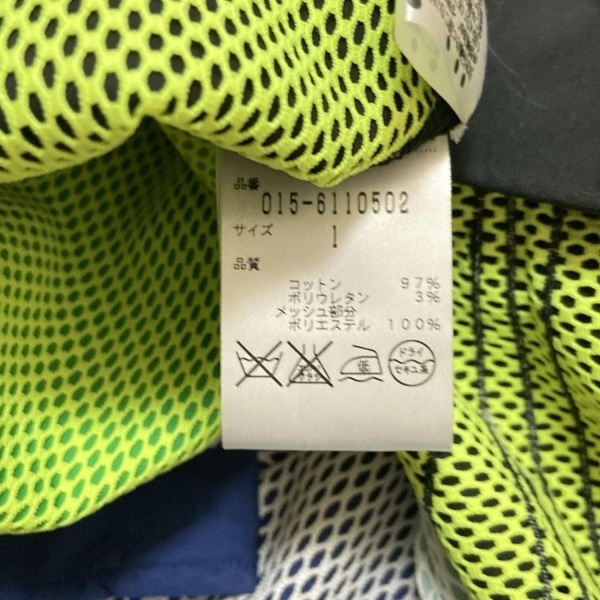 品番
015-6110502
サイズ 1
品質
コットン 97%
ポリウレタン 3%
メッシュ部分
ポリエステル 100%
低
ドライ
セキユ系